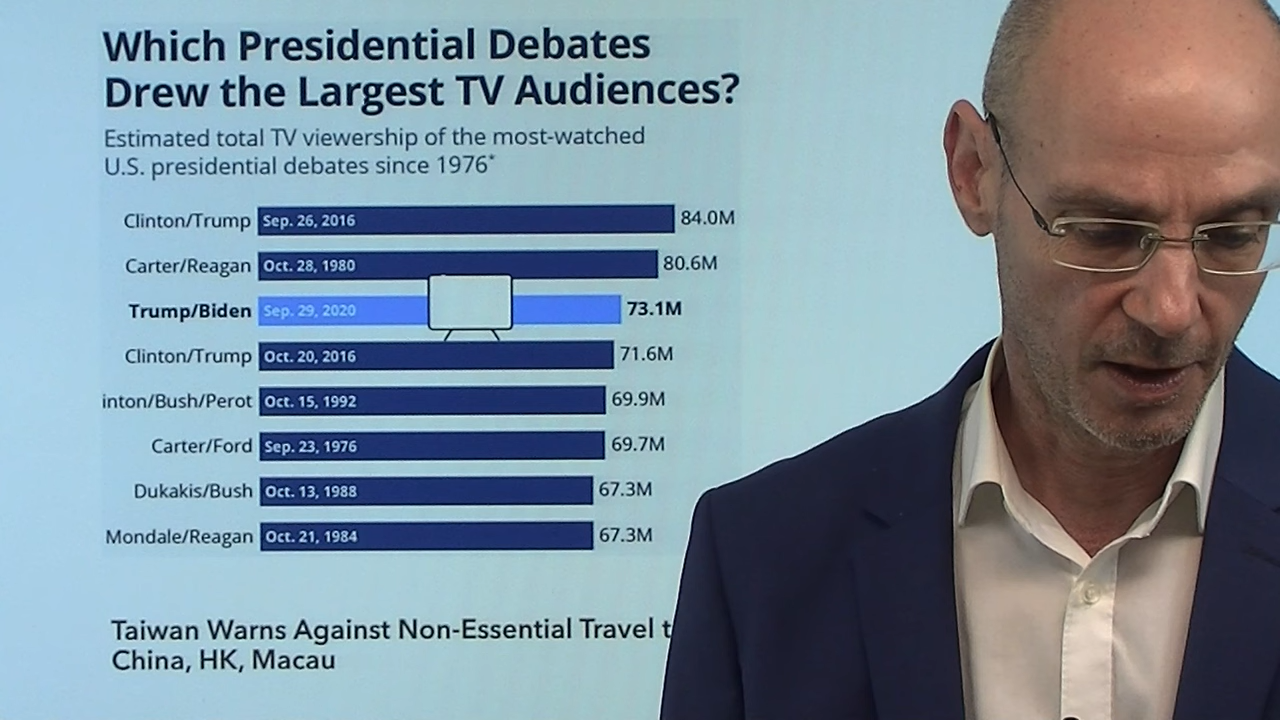 Which Presidential Debates
Drew the Largest TV Audiences?
Estimated total TV viewership of the most-watched
U.S. presidential debates since 1976*
Clinton/Trump Sep. 26, 2016 84.0M
Carter/Reagan Oct. 28, 1980 80.6M
Trump/Biden Sep. 29, 2020 73.1M
Clinton/Trump Oct. 20, 2016 71.6M
inton/Bush/Perot Oct. 15, 1992 69.9M
Carter/Ford Sep. 23, 1976 69.7M
Dukakis/Bush Oct. 13, 1988 67.3M
Mondale/Reagan Oct. 21, 1984 67.3M
Taiwan Warns Against Non-Essential Travel t
China, HK, Macau